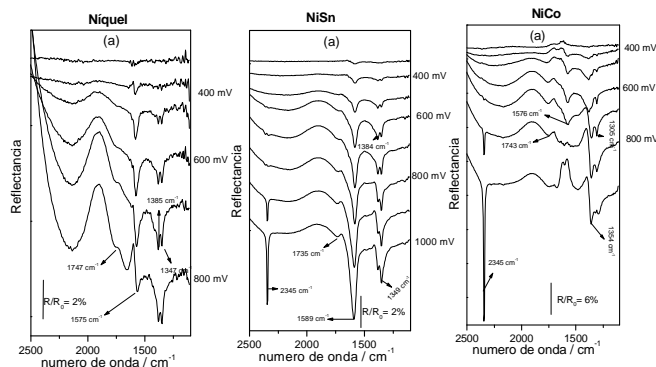 Níquel
(a)
400 mV
600 mV
1385 cm⁻¹
1747 cm⁻¹
1347 cm⁻¹
800 mV
R/R₀= 2%
1575 cm⁻¹
Reflectancia
2500 2000 1500
numero de onda / cm⁻¹
NiSn
(a)
400 mV
600 mV
1384 cm⁻¹
800 mV
1735 cm⁻¹
1000 mV
2345 cm⁻¹
1349 cm⁻¹
1589 cm⁻¹
R/R₀= 2%
Reflectancia
2500 2000 1500
numero de onda / cm⁻¹
NiCo
(a)
400 mV
600 mV
1576 cm⁻¹
1743 cm⁻¹
1305 cm⁻¹
800 mV
1354 cm⁻¹
2345 cm⁻¹
R/R₀= 6%
Reflectancia
2500 2000 1500
numero de onda / cm⁻¹